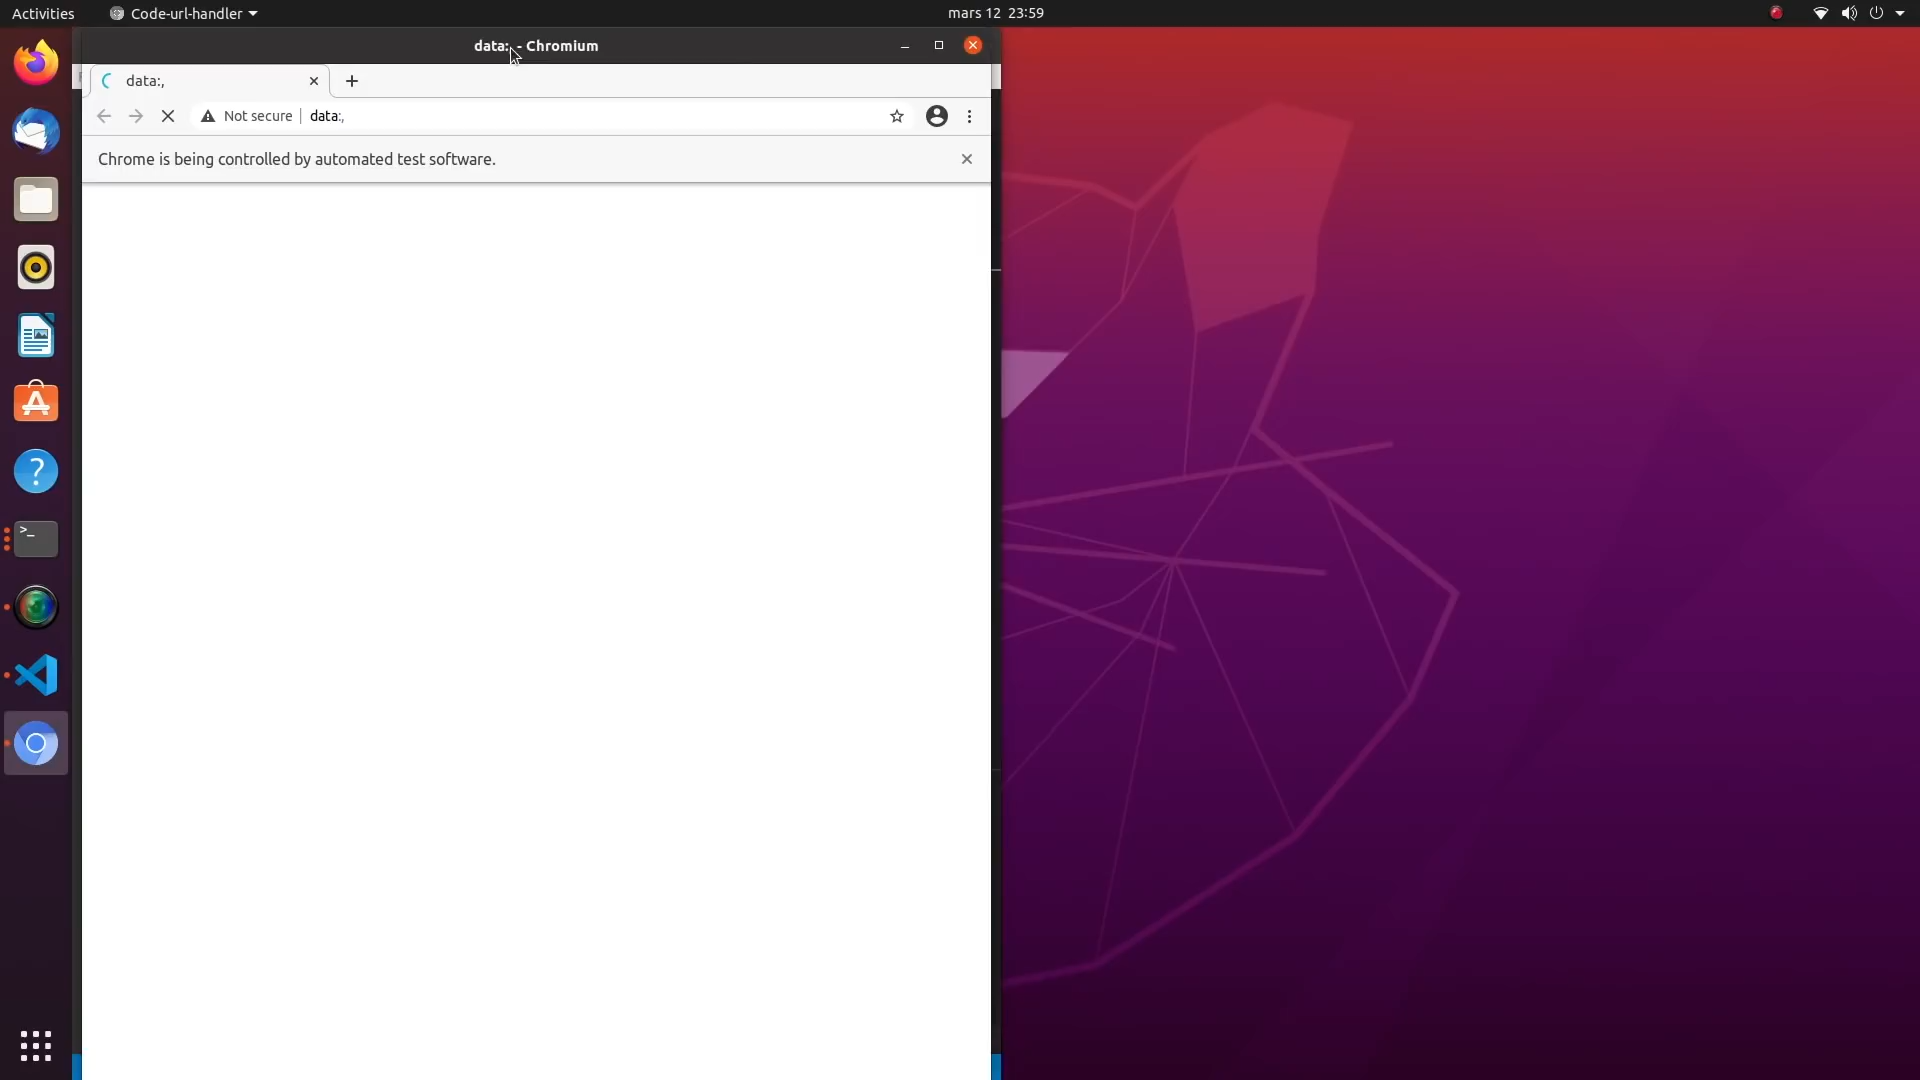 Activities
Code-url-handler
mars 12 23:59
data:, - Chromium
data:,
Not secure
data:,
Chrome is being controlled by automated test software.